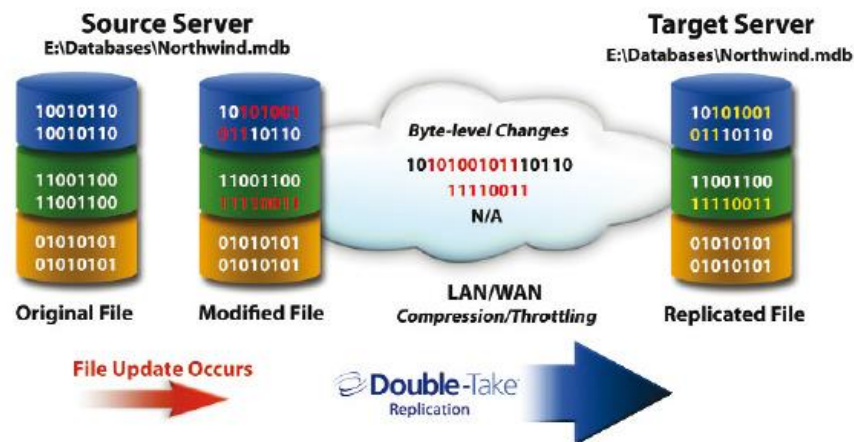 Source Server
E:\Databases\Northwind.mdb
Target Server
E:\Databases\Northwind.mdb
10010110
10010110
11001100
11001100
01010101
01010101
Original File
10101001
01110110
11001100
11110011
01010101
01010101
Modified File
Byte-level Changes
1010100101110110
11110011
N/A
LAN/WAN
Compression/Throttling
10101001
01110110
11001100
11110011
01010101
01010101
Replicated File
File Update Occurs
Double-Take
Replication